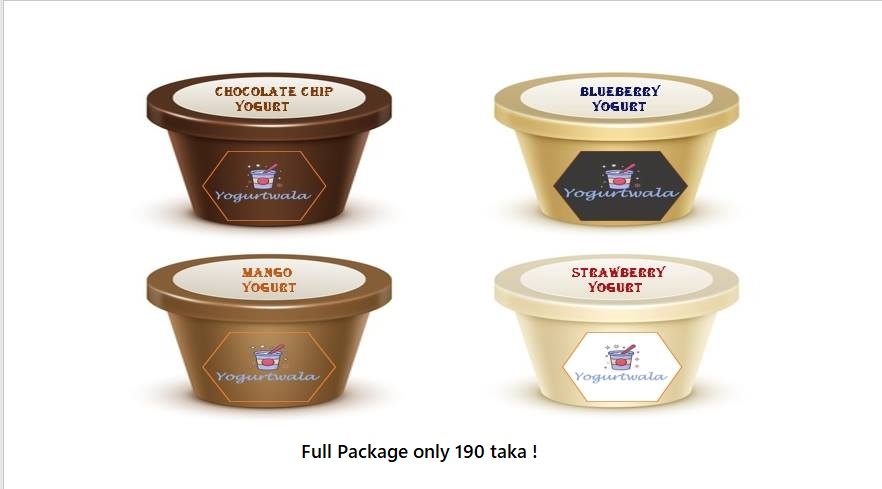 CHOCOLATE CHIP
YOGURT
Yogurtwala
BLUEBERRY
YOGURT
Yogurtwala
MANGO
YOGURT
Yogurtwala
STRAWBERRY
YOGURT
Yogurtwala
Full Package only 190 taka !